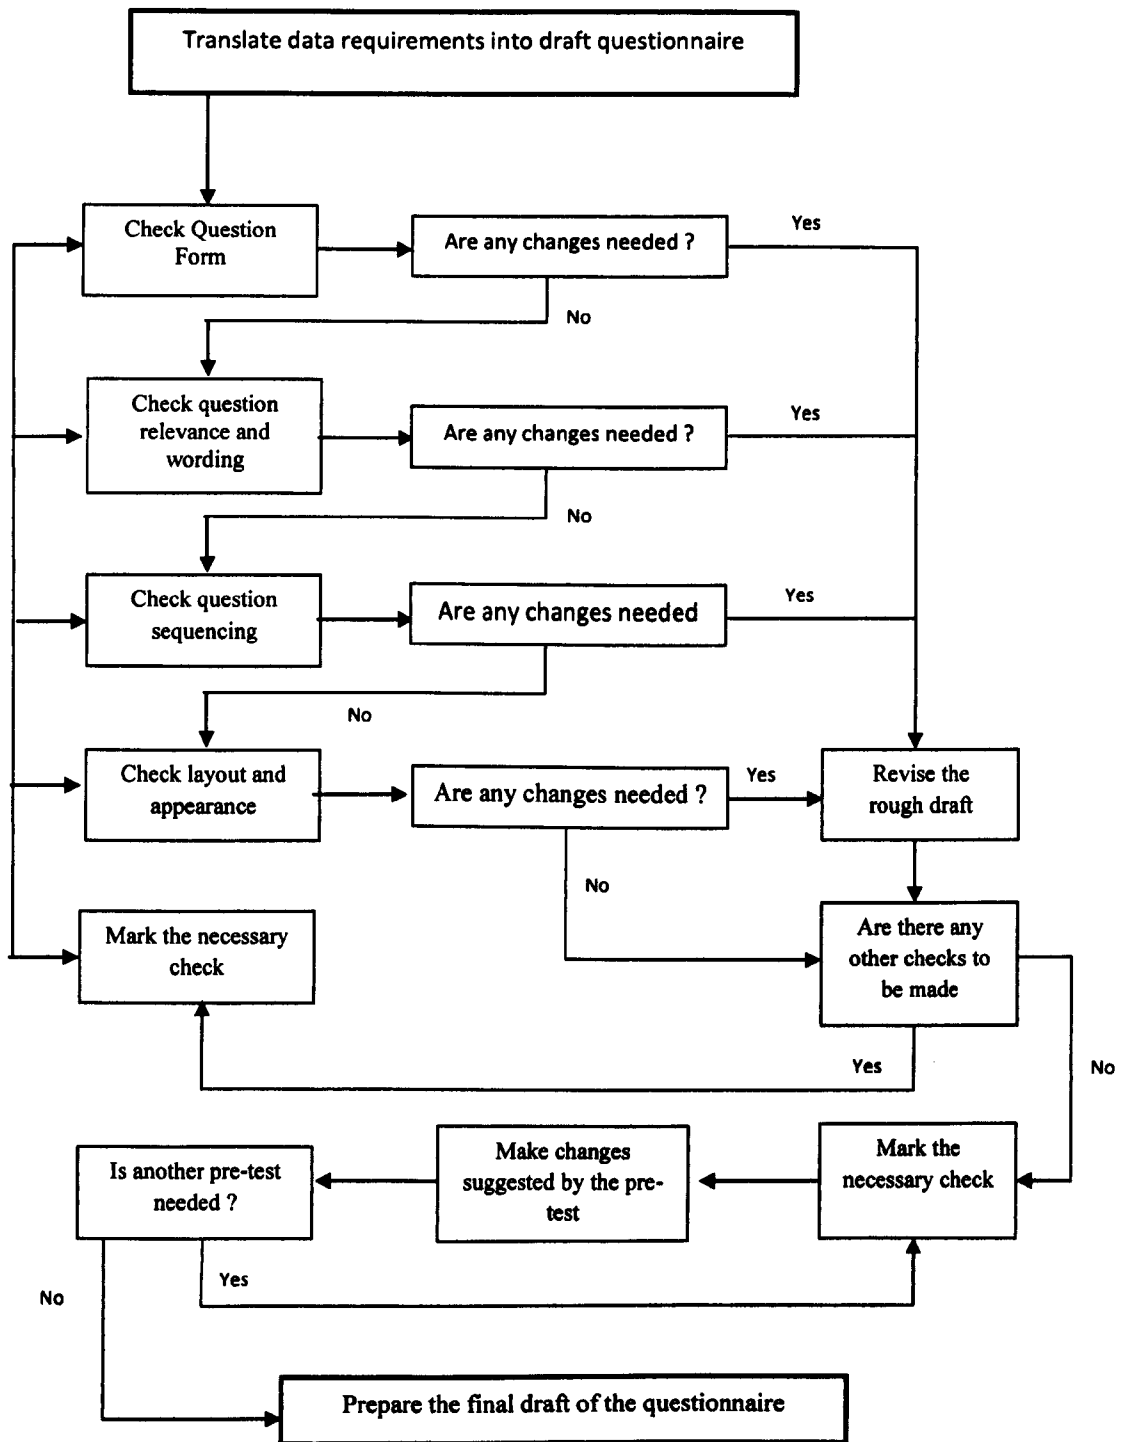 Translate data requirements into draft questionnaire
Check Question
Form
Are any changes needed ?
Yes
No
Check question
relevance and
wording
Are any changes needed ?
Yes
No
Check question
sequencing
Are any changes needed
Yes
No
Check layout and
appearance
Are any changes needed ?
Yes
Revise the
rough draft
No
Mark the necessary
check
Are there any
other checks to
be made
Yes
No
Is another pre-test
needed ?
Make changes
suggested by the pre-
test
Mark the
necessary check
Yes
No
Prepare the final draft of the questionnaire